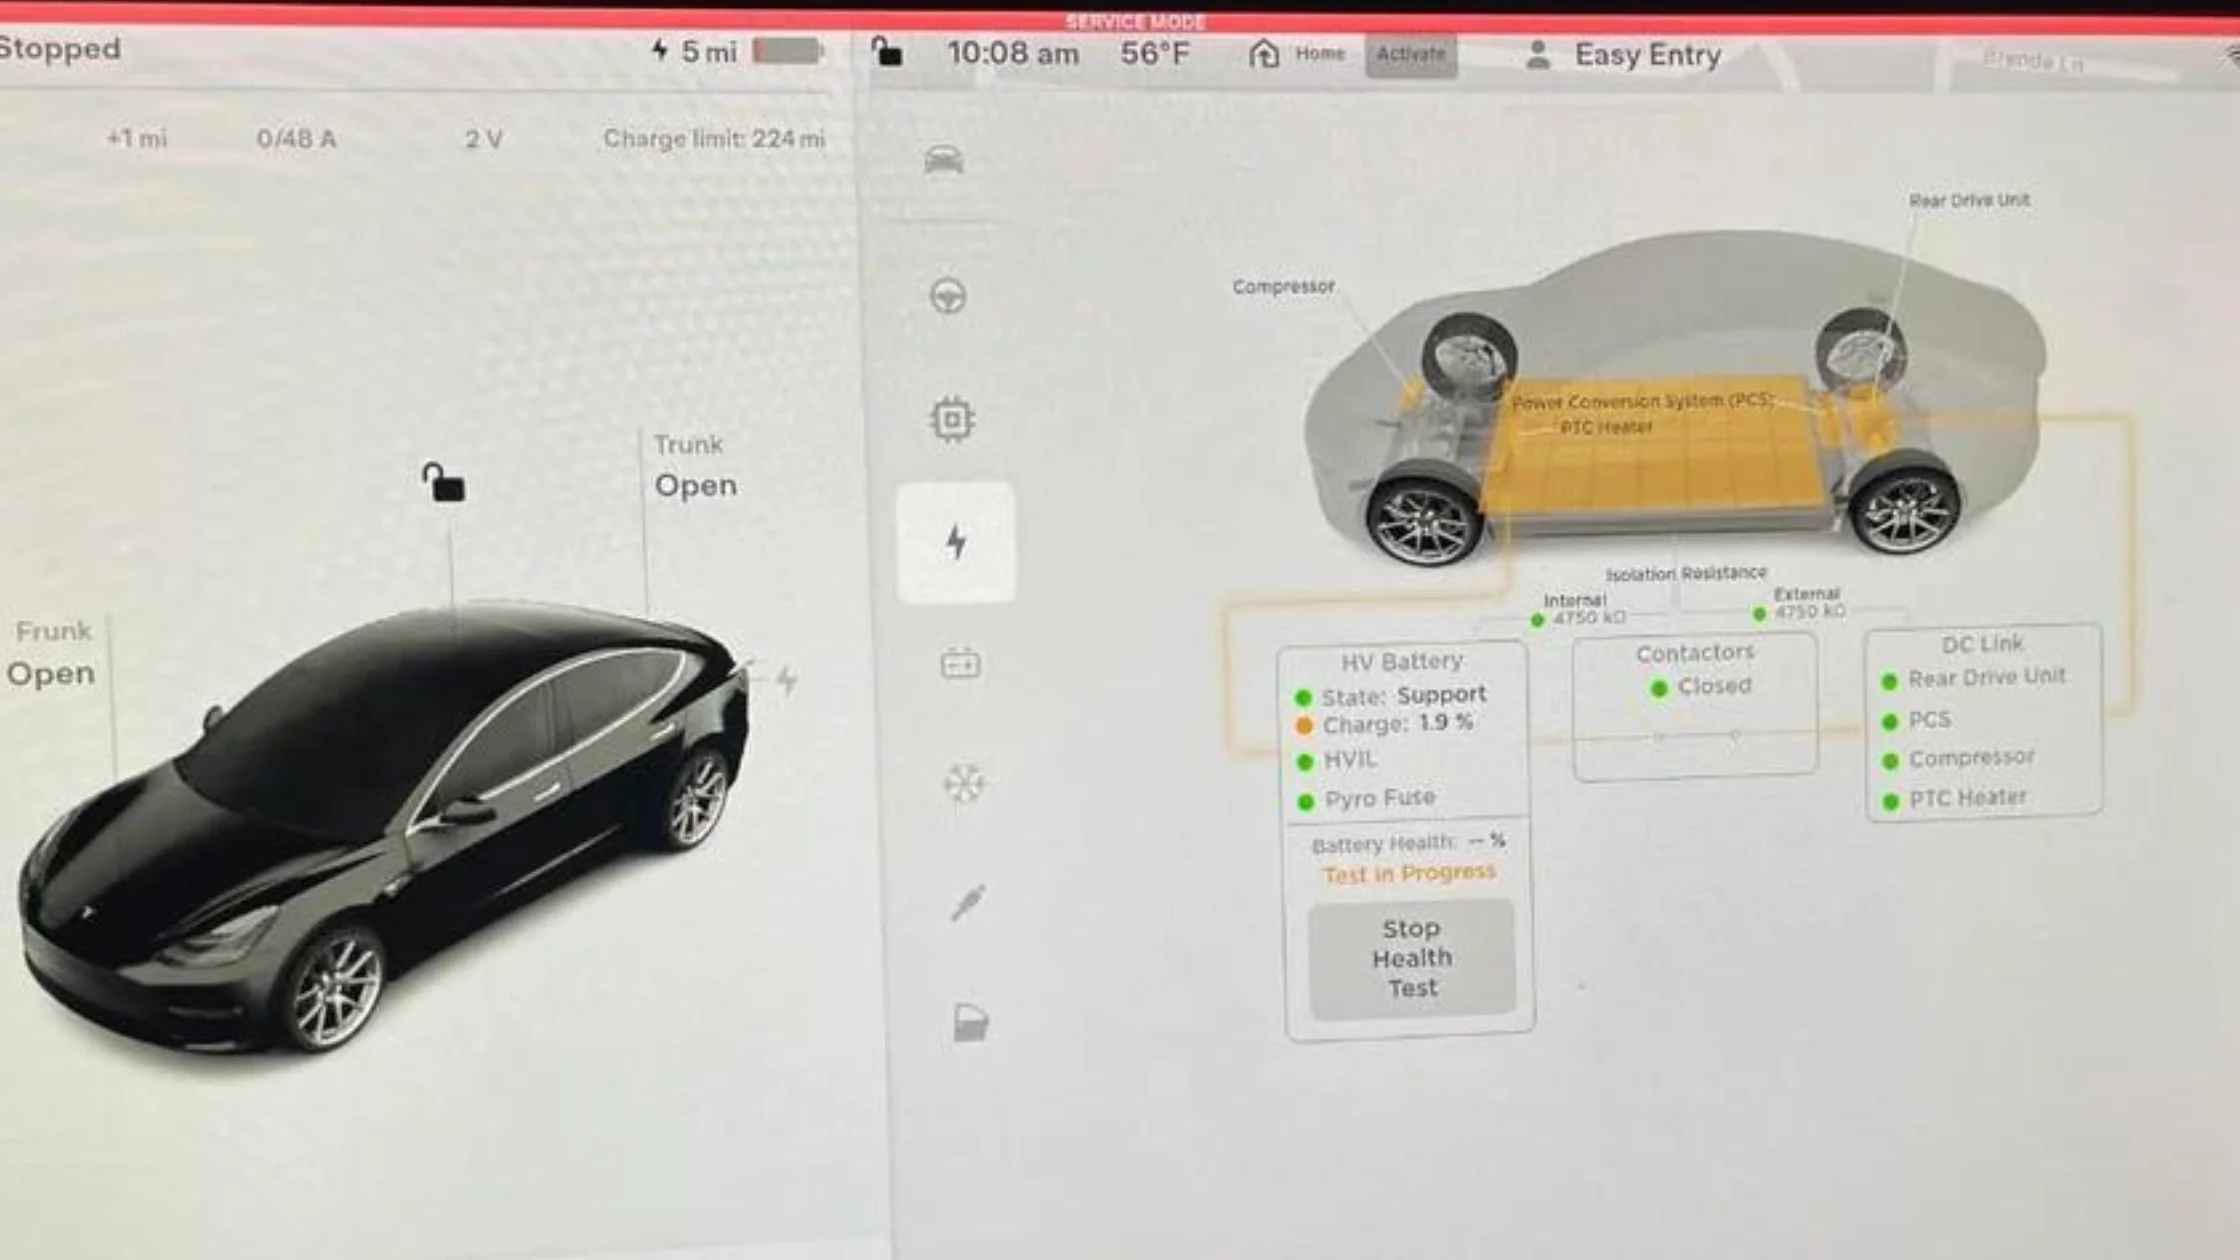 SERVICE MODE
Stopped
5 mi
10:08 am
56°F
Home
Activate
Easy Entry
Brenda Ln
+1 mi
0/48 A
2 V
Charge limit: 224 mi
Trunk
Open
Frunk
Open
Rear Drive Unit
Compressor
Power Conversion System (PCS)
PTC Heater
Isolation Resistance
Internal
4750 kΩ
External
4750 kΩ
HV Battery
State: Support
Charge: 1.9 %
HVIL
Pyro Fuse
Battery Health: -- %
Test in Progress
Stop
Health
Test
Contactors
Closed
DC Link
Rear Drive Unit
PCS
Compressor
PTC Heater